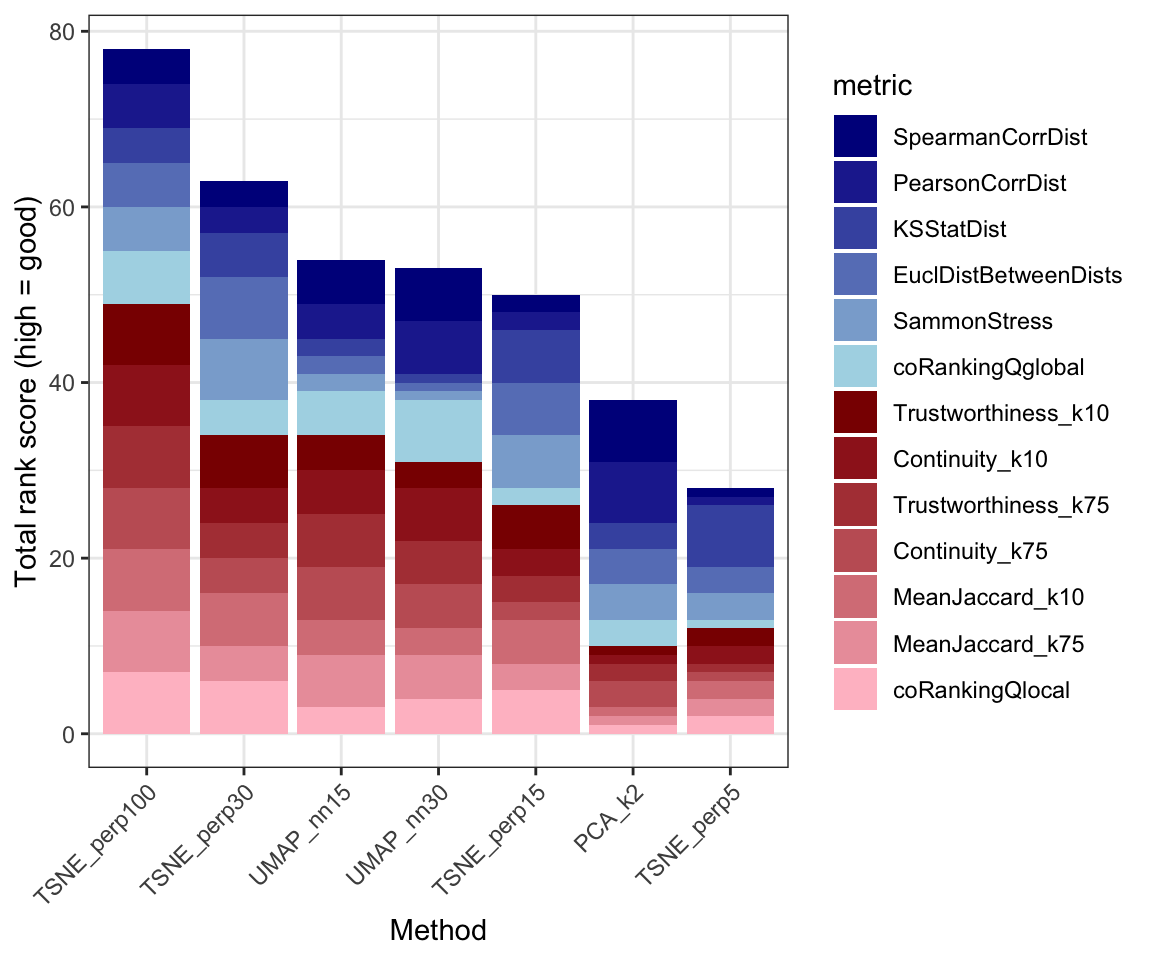 80
60
40
20
0
Total rank score (high = good)
TSNE_perp100
TSNE_perp30
UMAP_nn15
UMAP_nn30
TSNE_perp15
PCA_k2
TSNE_perp5
Method
metric
SpearmanCorrDist
PearsonCorrDist
KSStatDist
EuclDistBetweenDists
SammonStress
coRankingQglobal
Trustworthiness_k10
Continuity_k10
Trustworthiness_k75
Continuity_k75
MeanJaccard_k10
MeanJaccard_k75
coRankingQlocal